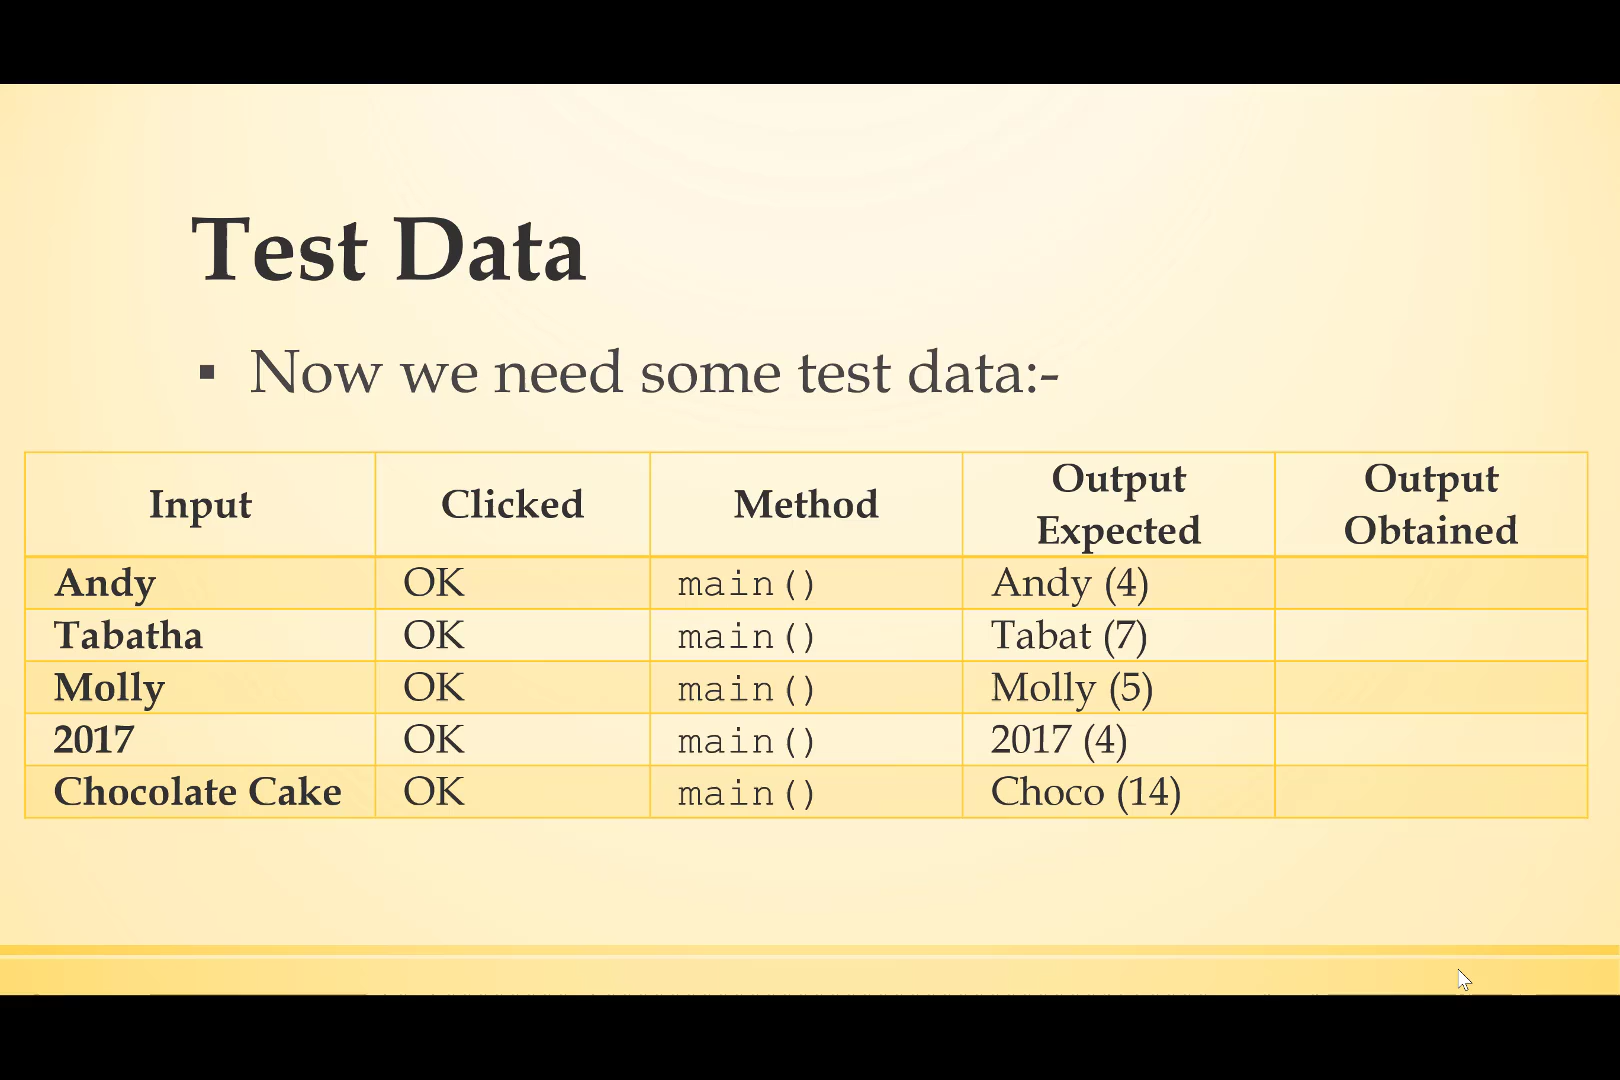 Test Data
▪ Now we need some test data:-
Input Clicked Method Output Expected Output Obtained
Andy OK main() Andy (4)
Tabatha OK main() Tabat (7)
Molly OK main() Molly (5)
2017 OK main() 2017 (4)
Chocolate Cake OK main() Choco (14)